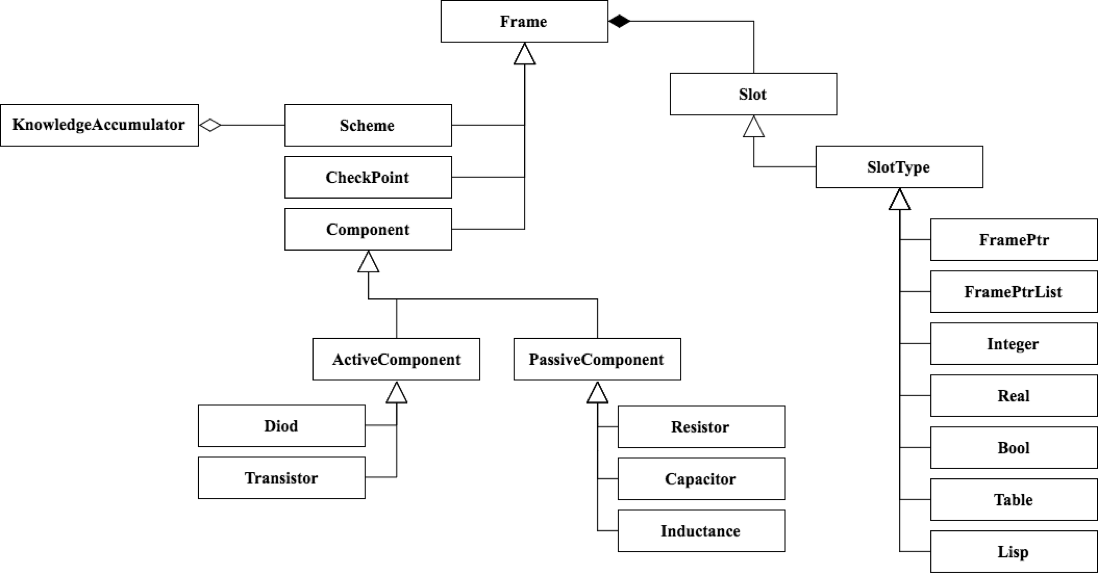 Frame
Slot
KnowledgeAccumulator
Scheme
SlotType
CheckPoint
Component
FramePtr
FramePtrList
Integer
ActiveComponent
PassiveComponent
Real
Diod
Resistor
Bool
Transistor
Capacitor
Table
Inductance
Lisp